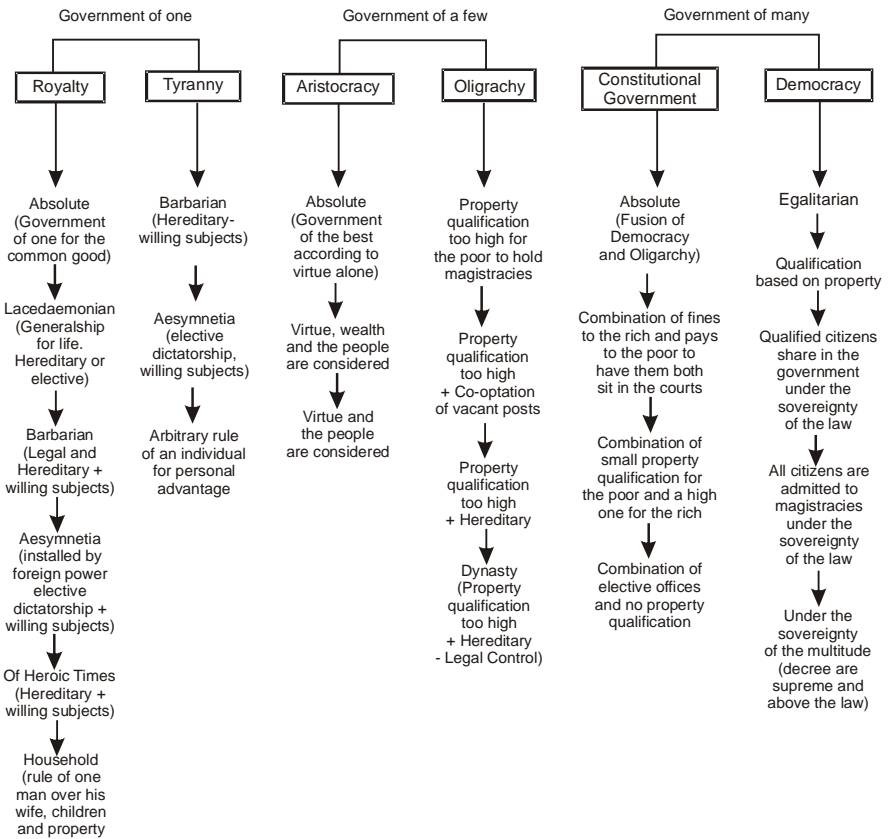 Government of one
Government of a few
Government of many
Royalty
Tyranny
Aristocracy
Oligrachy
Constitutional
Government
Democracy
Absolute
(Government
of one for the
common good)
Lacedaemonian
(Generalship
for life.
Hereditary or
elective)
Barbarian
(Legal and
Hereditary +
willing subjects)
Aesymnetia
(installed by
foreign power
elective
dictatorship +
willing subjects)
Of Heroic Times
(Hereditary +
willing subjects)
Household
(rule of one
man over his
wife, children
and property
Barbarian
(Hereditary-
willing subjects)
Aesymnetia
(elective
dictatorship,
willing subjects)
Arbitrary rule
of an individual
for personal
advantage
Absolute
(Government
of the best
according to
virtue alone)
Virtue, wealth
and the people
are considered
Virtue and
the people
are considered
Property
qualification
too high for
the poor to hold
magistracies
Property
qualification
too high
+ Co-optation
of vacant posts
Property
qualification
too high
+ Hereditary
Dynasty
(Property
qualification
too high
+ Hereditary
- Legal Control)
Absolute
(Fusion of
Democracy
and Oligarchy)
Combination of fines
to the rich and pays
to the poor to
have them both
sit in the courts
Combination of
small property
qualification for
the poor and a high
one for the rich
Combination of
elective offices
and no property
qualification
Egalitarian
Qualification
based on property
Qualified citizens
share in the
government
under the
sovereignty
of the law
All citizens are
admitted to
magistracies
under the
sovereignty
of the law
Under the
sovereignty
of the multitude
(decree are
supreme and
above the law)